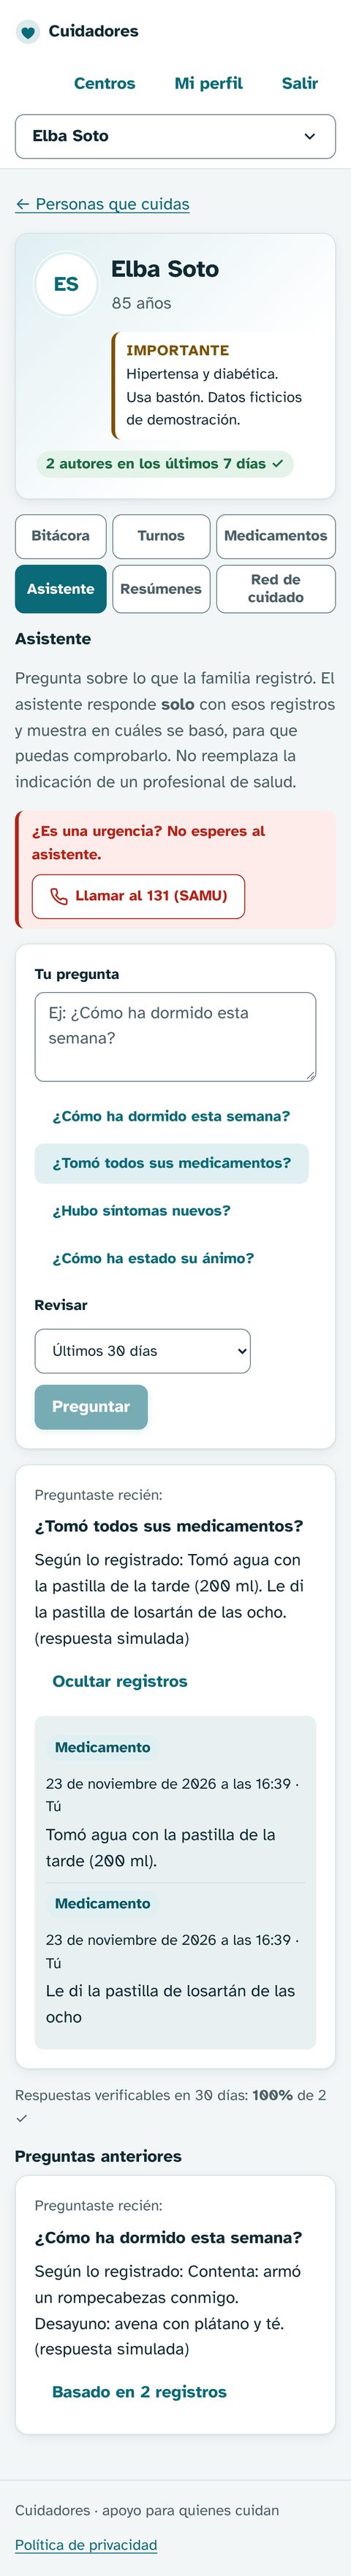 Cuidadores
Centros Mi perfil Salir
Elba Soto
← Personas que cuidas
ES
Elba Soto
85 años
IMPORTANTE
Hipertensa y diabética.
Usa bastón. Datos ficticios
de demostración.
2 autores en los últimos 7 días ✓
Bitácora Turnos Medicamentos
Asistente Resúmenes Red de
cuidado
Asistente
Pregunta sobre lo que la familia registró. El
asistente responde solo con esos registros
y muestra en cuáles se basó, para que
puedas comprobarlo. No reemplaza la
indicación de un profesional de salud.
¿Es una urgencia? No esperes al
asistente.
Llamar al 131 (SAMU)
Tu pregunta
Ej: ¿Cómo ha dormido esta
semana?
¿Cómo ha dormido esta semana?
¿Tomó todos sus medicamentos?
¿Hubo síntomas nuevos?
¿Cómo ha estado su ánimo?
Revisar
Últimos 30 días
Preguntar
Preguntaste recién:
¿Tomó todos sus medicamentos?
Según lo registrado: Tomó agua con
la pastilla de la tarde (200 ml). Le di
la pastilla de losartán de las ocho.
(respuesta simulada)
Ocultar registros
Medicamento
23 de noviembre de 2026 a las 16:39 ·
Tú
Tomó agua con la pastilla de la
tarde (200 ml).
Medicamento
23 de noviembre de 2026 a las 16:39 ·
Tú
Le di la pastilla de losartán de las
ocho
Respuestas verificables en 30 días: 100% de 2
✓
Preguntas anteriores
Preguntaste recién:
¿Cómo ha dormido esta semana?
Según lo registrado: Contenta: armó
un rompecabezas conmigo.
Desayuno: avena con plátano y té.
(respuesta simulada)
Basado en 2 registros
Cuidadores · apoyo para quienes cuidan
Política de privacidad